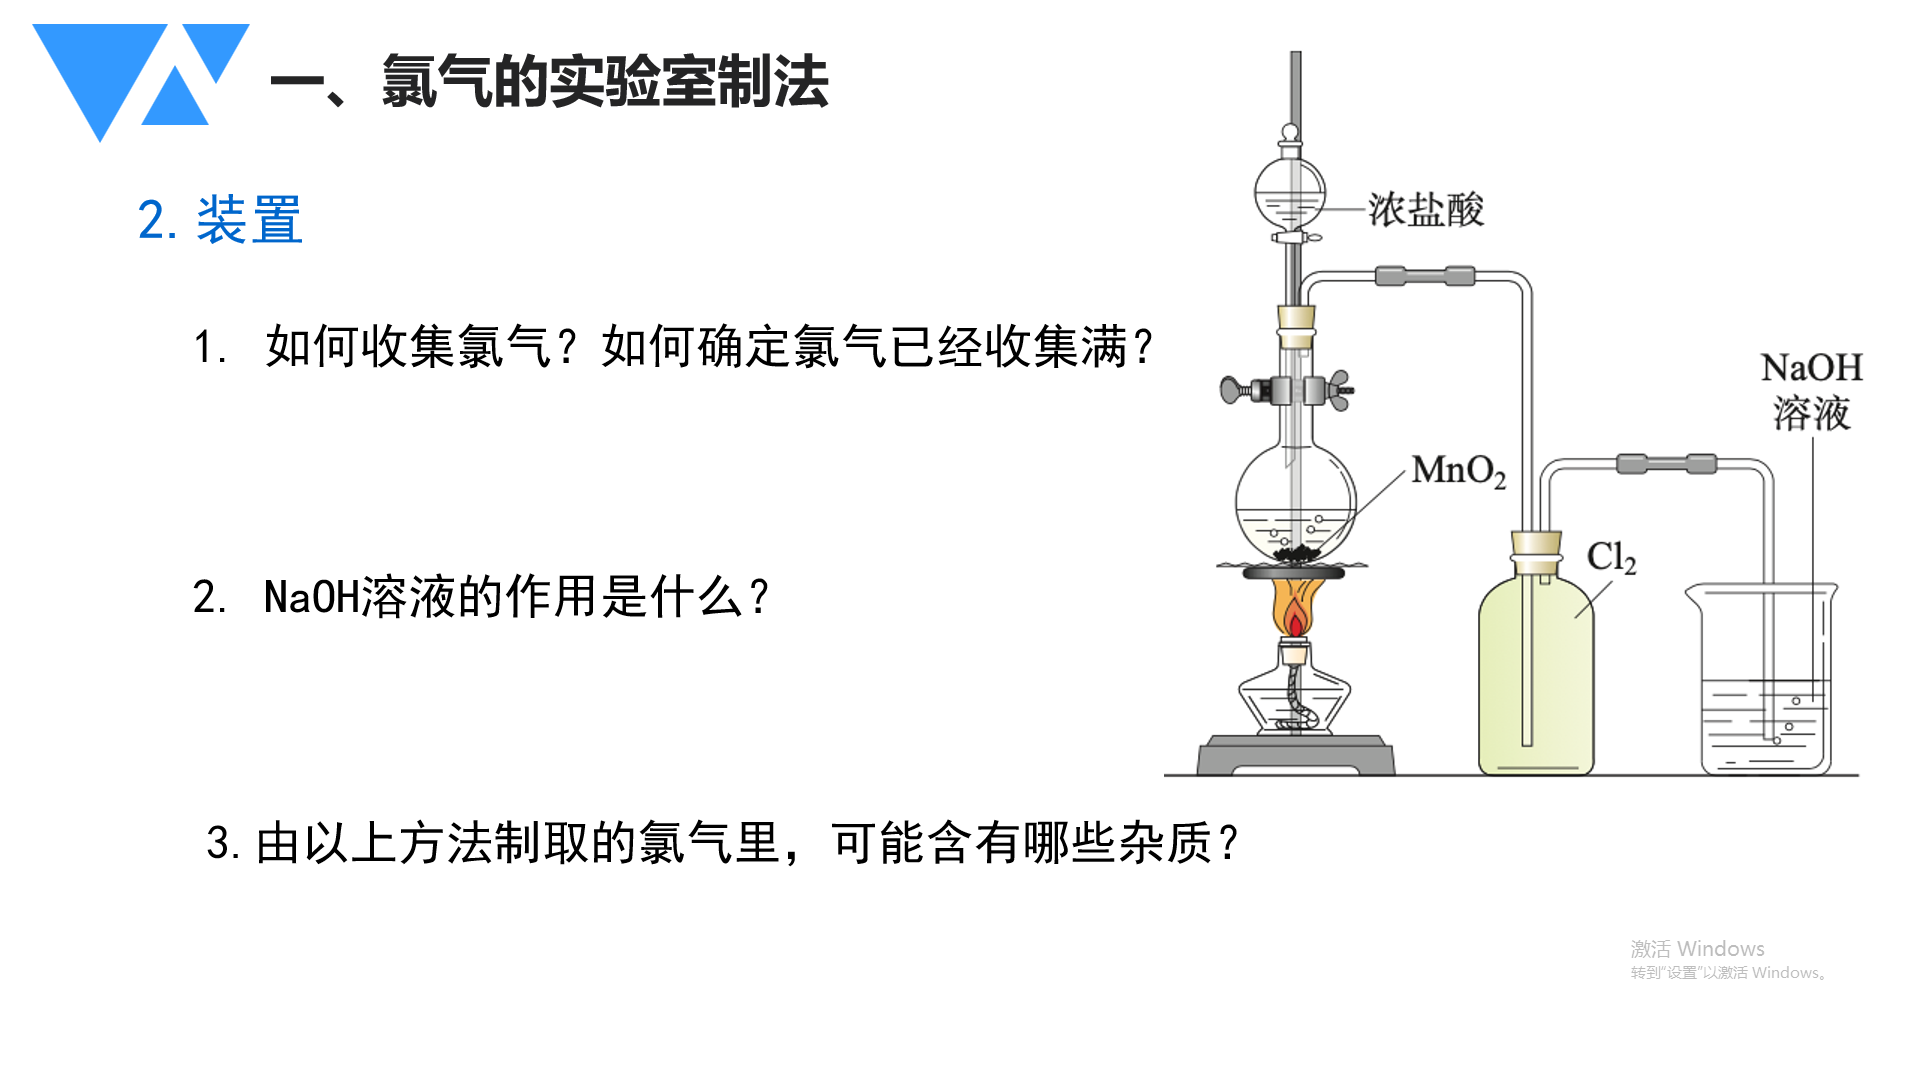 一、氯气的实验室制法
2.装置
1. 如何收集氯气？如何确定氯气已经收集满？
2. NaOH溶液的作用是什么？
3.由以上方法制取的氯气里，可能含有哪些杂质？
浓盐酸
MnO₂
Cl₂
NaOH
溶液
激活 Windows
转到“设置”以激活 Windows。